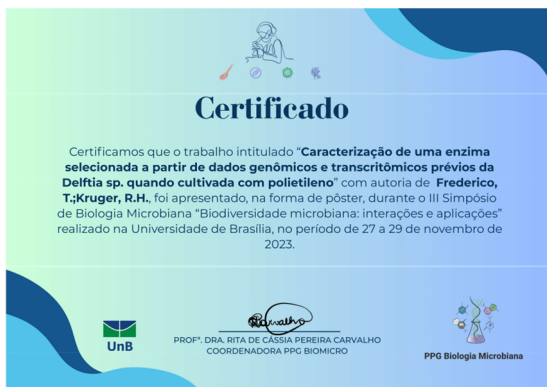 Certificado
Certificamos que o trabalho intitulado “Caracterização de uma enzima
selecionada a partir de dados genômicos e transcritômicos prévios da
Delftia sp. quando cultivada com polietileno” com autoria de Frederico,
T.;Kruger, R.H., foi apresentado, na forma de pôster, durante o III Simpósio
de Biologia Microbiana “Biodiversidade microbiana: interações e aplicações”
realizado na Universidade de Brasília, no período de 27 a 29 de novembro de
2023.
PROFª. DRA. RITA DE CÁSSIA PEREIRA CARVALHO
COORDENADORA PPG BIOMICRO
UnB
PPG Biologia Microbiana